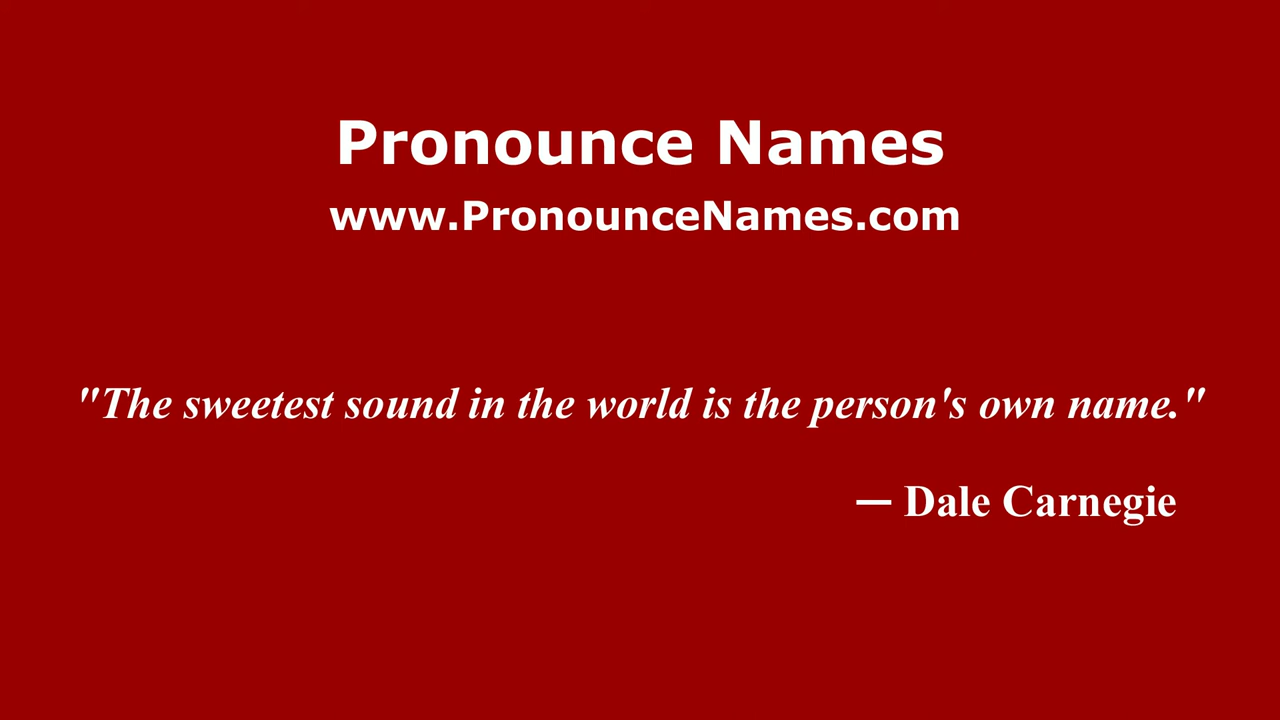 Pronounce Names
www.PronounceNames.com
"The sweetest sound in the world is the person's own name."
— Dale Carnegie